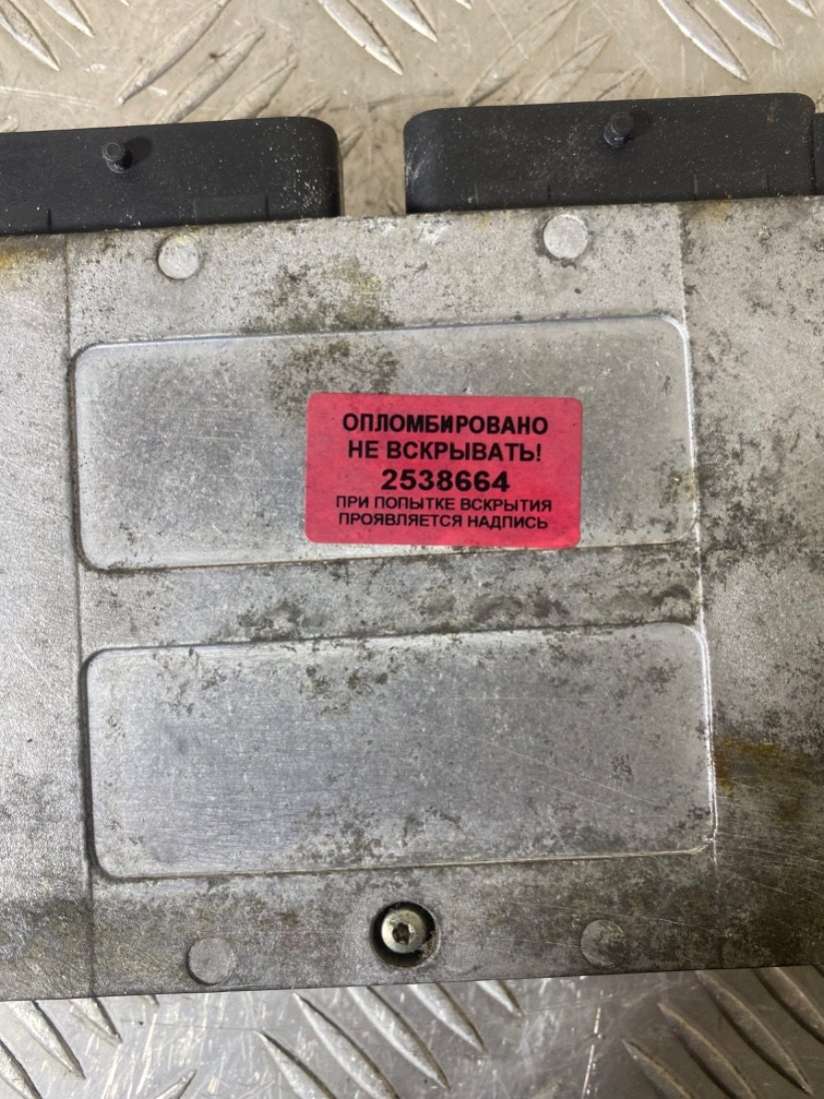 ОПЛОМБИРОВАНО
НЕ ВСКРЫВАТЬ!
2538664
ПРИ ПОПЫТКЕ ВСКРЫТИЯ
ПРОЯВЛЯЕТСЯ НАДПИСЬ